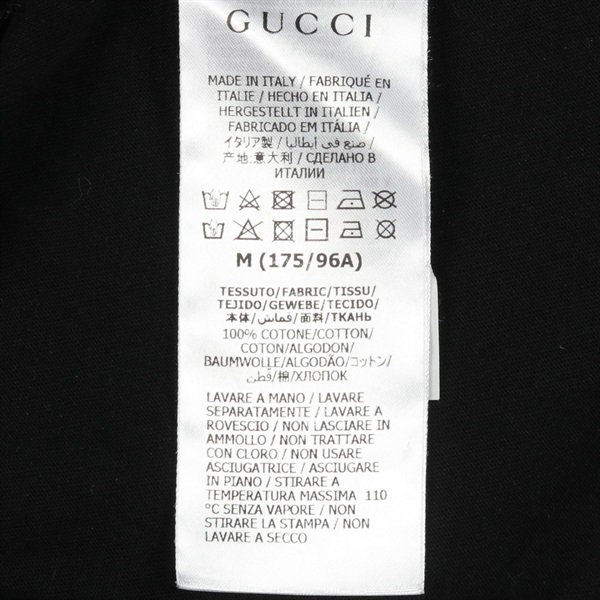 GUCCI
MADE IN ITALY / FABRIQUÉ EN
ITALIE / HECHO EN ITALIA /
HERGESTELLT IN ITALIEN /
FABRICADO EM ITÁLIA /
イタリア製 / صنع في إيطاليا /
产地:意大利 / СДЕЛАНО В
ИТАЛИИ
M (175/96A)
TESSUTO/FABRIC/TISSU/
TEJIDO/GEWEBE/TECIDO/
本体/قماش/面料/ТКАНЬ
100% COTONE/COTTON/
COTON/ALGODON/
BAUMWOLLE/ALGODÃO/コットン/
قطن/棉/ХЛОПОК
LAVARE A MANO / LAVARE
SEPARATAMENTE / LAVARE A
ROVESCIO / NON LASCIARE IN
AMMOLLO / NON TRATTARE
CON CLORO / NON USARE
ASCIUGATRICE / ASCIUGARE
IN PIANO / STIRARE A
TEMPERATURA MASSIMA 110
°C SENZA VAPORE / NON
STIRARE LA STAMPA / NON
LAVARE A SECCO